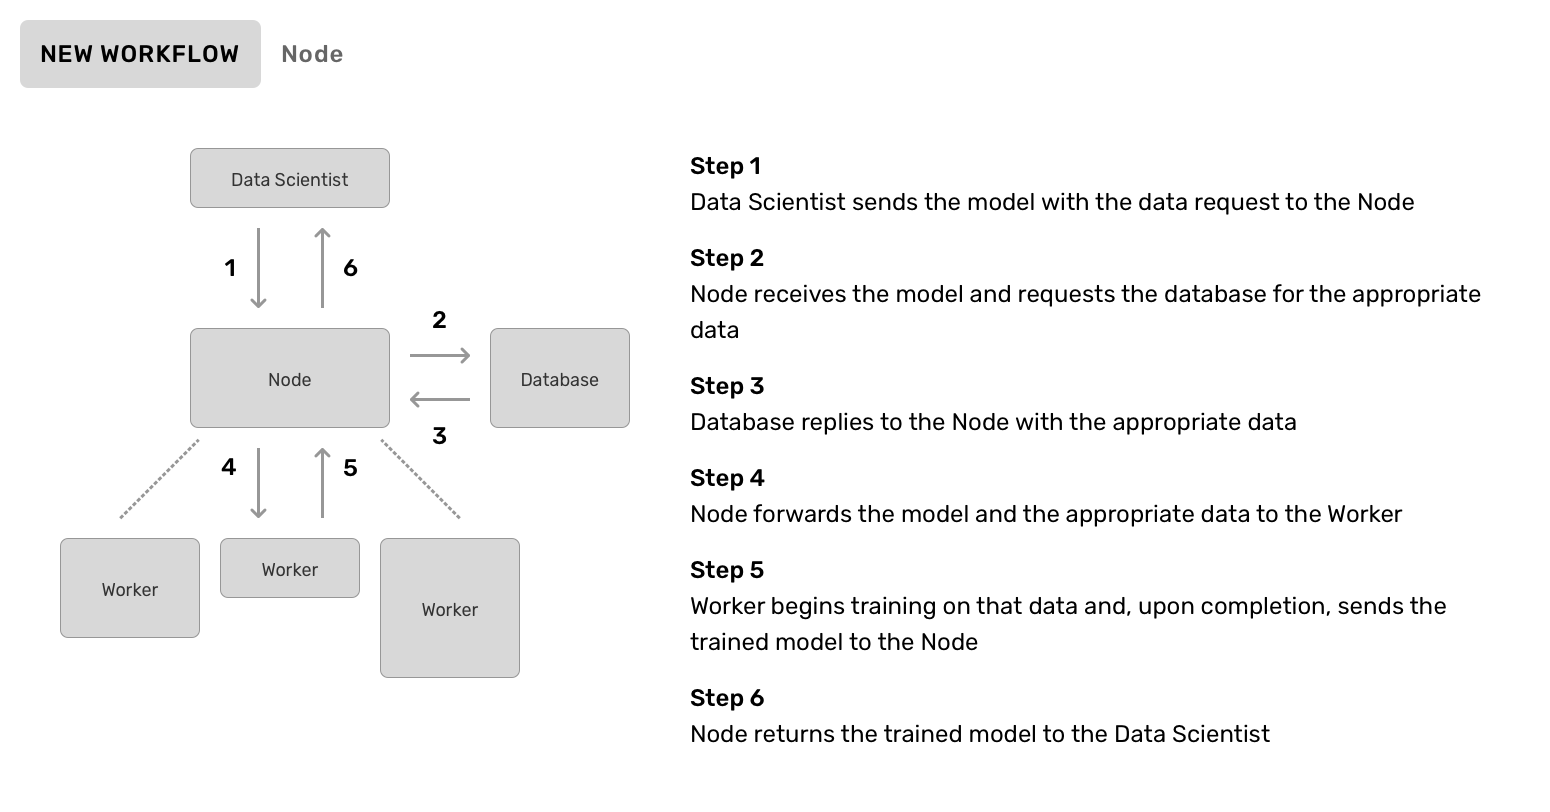 NEW WORKFLOW Node
Data Scientist
1
6
2
Node
Database
3
4
5
Worker
Worker
Worker
Step 1
Data Scientist sends the model with the data request to the Node
Step 2
Node receives the model and requests the database for the appropriate
data
Step 3
Database replies to the Node with the appropriate data
Step 4
Node forwards the model and the appropriate data to the Worker
Step 5
Worker begins training on that data and, upon completion, sends the
trained model to the Node
Step 6
Node returns the trained model to the Data Scientist